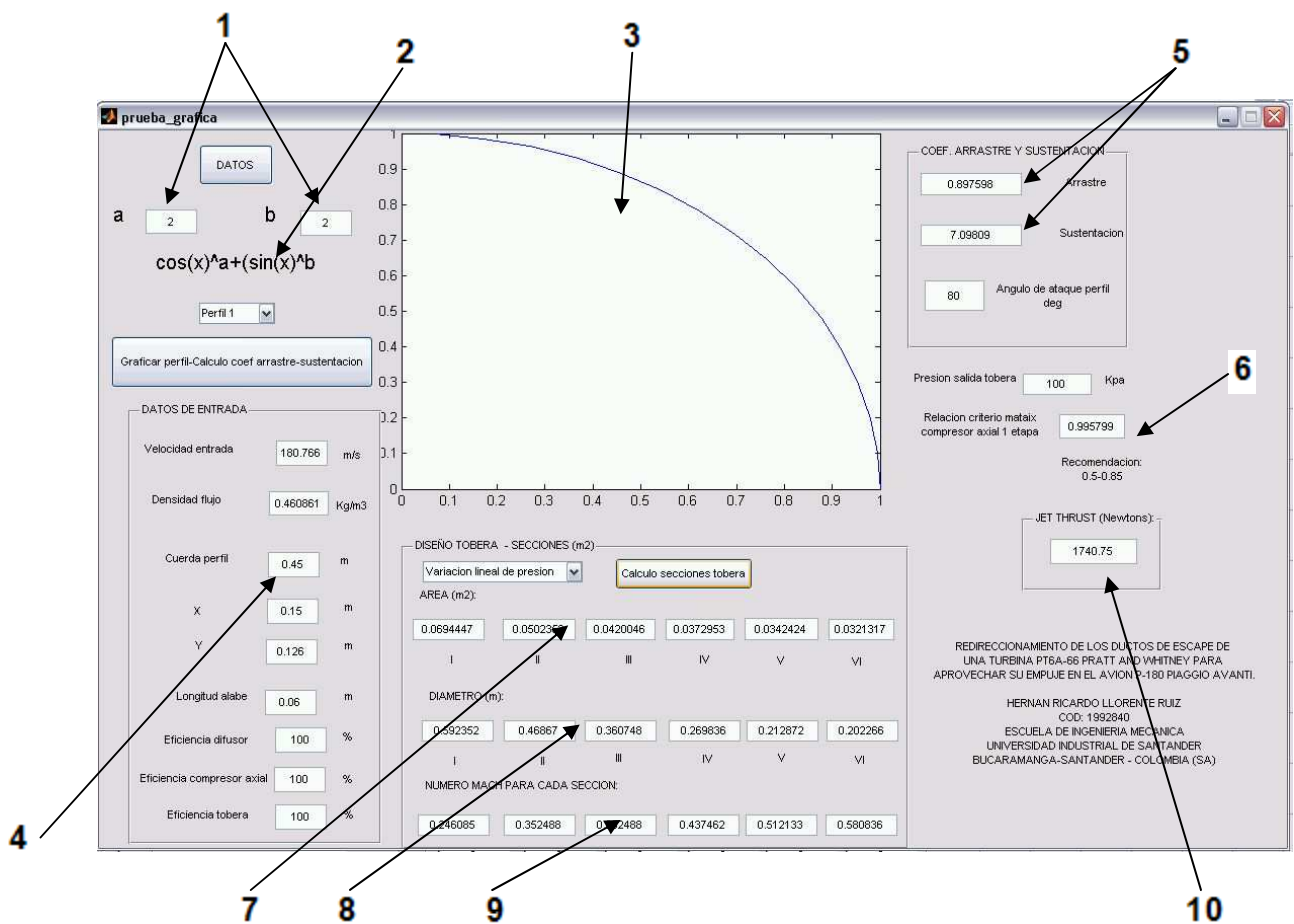 1
2
3
5
prueba_grafica
DATOS
a 2 b 2
cos(x)^a+(sin(x)^b
Perfil 1
Graficar perfil-Calculo coef arrastre-sustentacion
DATOS DE ENTRADA
Velocidad entrada 180.766 m/s
Densidad flujo 0.460861 Kg/m3
Cuerda perfil 0.45 m
X 0.15 m
Y 0.126 m
Longitud alabe 0.06 m
Eficiencia difusor 100 %
Eficiencia compresor axial 100 %
Eficiencia tobera 100 %
4
1
0.9
0.8
0.7
0.6
0.5
0.4
0.3
0.2
0.1
0
0 0.1 0.2 0.3 0.4 0.5 0.6 0.7 0.8 0.9 1
DISEÑO TOBERA - SECCIONES (m2)
Variacion lineal de presion Calculo secciones tobera
AREA (m2):
0.0694447 0.0420046 0.0372953 0.0342424 0.0321317
I II III IV V VI
DIAMETRO (m):
0.592352 0.46867 0.360748 0.269836 0.212872 0.202266
I II III IV V VI
NUMERO MACH PARA CADA SECCION:
0.246085 0.352488 0.437462 0.512133 0.580836
7
8
9
COEF. ARRASTRE Y SUSTENTACION
0.897598 Arrastre
7.09809 Sustentacion
80 Angulo de ataque perfil
deg
Presion salida tobera 100 Kpa
6
Relacion criterio mataix
compresor axial 1 etapa 0.995799
Recomendacion:
0.5-0.85
JET THRUST (Newtons):
1740.75
REDIRECCIONAMIENTO DE LOS DUCTOS DE ESCAPE DE
UNA TURBINA PT6A-66 PRATT AND WHITNEY PARA
APROVECHAR SU EMPUJE EN EL AVION P-180 PIAGGIO AVANTI.
HERNAN RICARDO LLORENTE RUIZ
COD: 1992840
ESCUELA DE INGENIERIA MECANICA
UNIVERSIDAD INDUSTRIAL DE SANTANDER
BUCARAMANGA-SANTANDER - COLOMBIA (SA)
10